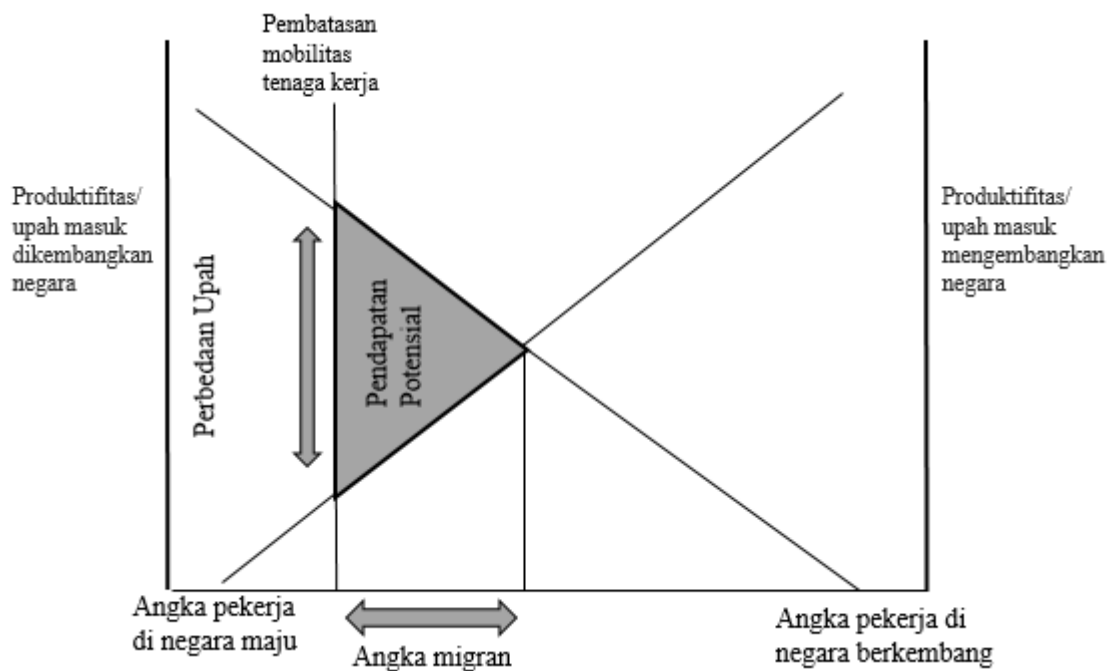 Pembatasan
mobilitas
tenaga kerja
Produktifitas/
upah masuk
dikembangkan
negara
Perbedaan Upah
Pendapatan
Potensial
Produktifitas/
upah masuk
mengembangkan
negara
Angka pekerja
di negara maju
Angka migran
Angka pekerja di
negara berkembang